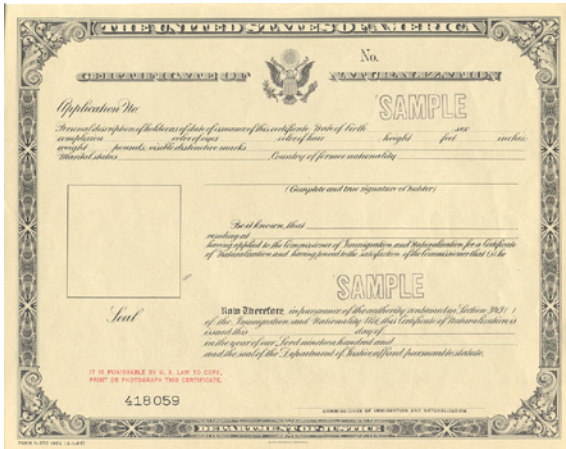 THE UNITED STATES OF AMERICA
No.
CERTIFICATE OF NATURALIZATION
Application No.
SAMPLE
Personal description of holder as of date of issuance of this certificate: Date of birth sex
complexion color of eyes color of hair height feet inches:
weight pounds, visible distinctive marks
Marital status Country of former nationality
(Complete and true signature of holder)
Be it known, that
residing at
having applied to the Commissioner of Immigration and Naturalization for a Certificate
of Naturalization and having proved to the satisfaction of the Commissioner that (s)he
SAMPLE
Seal
Now Therefore, in pursuance of the authority contained in Section
of the Immigration and Nationality Act, this Certificate of Naturalization is
issued this day of
in the year of our Lord nineteen hundred and
and the seal of the Department of Justice affixed pursuant to statute.
IT IS PUNISHABLE BY U. S. LAW TO COPY,
PRINT OR PHOTOGRAPH THIS CERTIFICATE.
418059
COMMISSIONER OF IMMIGRATION AND NATURALIZATION
DEPARTMENT OF JUSTICE